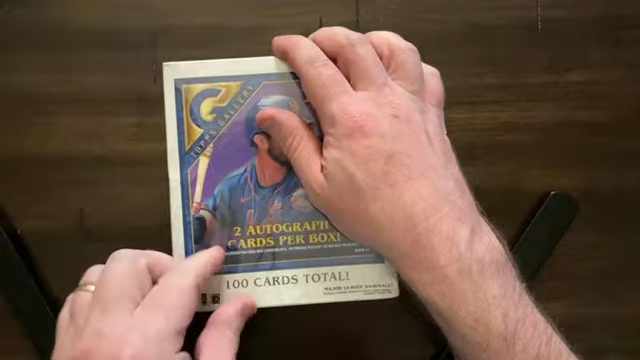 G
TOPPS GALLERY
2 AUTOGRAPH
CARDS PER BOX!
100 CARDS TOTAL!
MAJOR LEAGUE BASEBALL